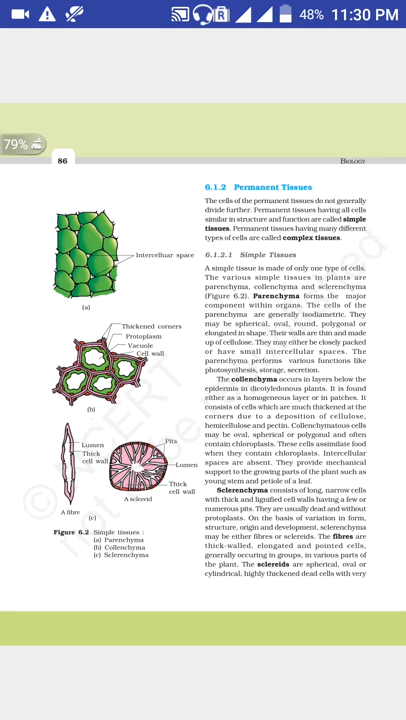 48% 11:30 PM
79%
86
BIOLOGY
Intercelluar space
(a)
Thickened corners
Protoplasm
Vacuole
Cell wall
(b)
Lumen
Thick
cell wall
A fibre
Pits
Lumen
Thick
cell wall
A sclereid
(c)
Figure 6.2 Simple tissues :
(a) Parenchyma
(b) Collenchyma
(c) Sclerenchyma
6.1.2 Permanent Tissues
The cells of the permanent tissues do not generally
divide further. Permanent tissues having all cells
similar in structure and function are called simple
tissues. Permanent tissues having many different
types of cells are called complex tissues.
6.1.2.1 Simple Tissues
A simple tissue is made of only one type of cells.
The various simple tissues in plants are
parenchyma, collenchyma and sclerenchyma
(Figure 6.2). Parenchyma forms the major
component within organs. The cells of the
parenchyma are generally isodiametric. They
may be spherical, oval, round, polygonal or
elongated in shape. Their walls are thin and made
up of cellulose. They may either be closely packed
or have small intercellular spaces. The
parenchyma performs various functions like
photosynthesis, storage, secretion.
The collenchyma occurs in layers below the
epidermis in dicotyledonous plants. It is found
either as a homogeneous layer or in patches. It
consists of cells which are much thickened at the
corners due to a deposition of cellulose,
hemicellulose and pectin. Collenchymatous cells
may be oval, spherical or polygonal and often
contain chloroplasts. These cells assimilate food
when they contain chloroplasts. Intercellular
spaces are absent. They provide mechanical
support to the growing parts of the plant such as
young stem and petiole of a leaf.
Sclerenchyma consists of long, narrow cells
with thick and lignified cell walls having a few or
numerous pits. They are usually dead and without
protoplasts. On the basis of variation in form,
structure, origin and development, sclerenchyma
may be either fibres or sclereids. The fibres are
thick-walled, elongated and pointed cells,
generally occuring in groups, in various parts of
the plant. The sclereids are spherical, oval or
cylindrical, highly thickened dead cells with very